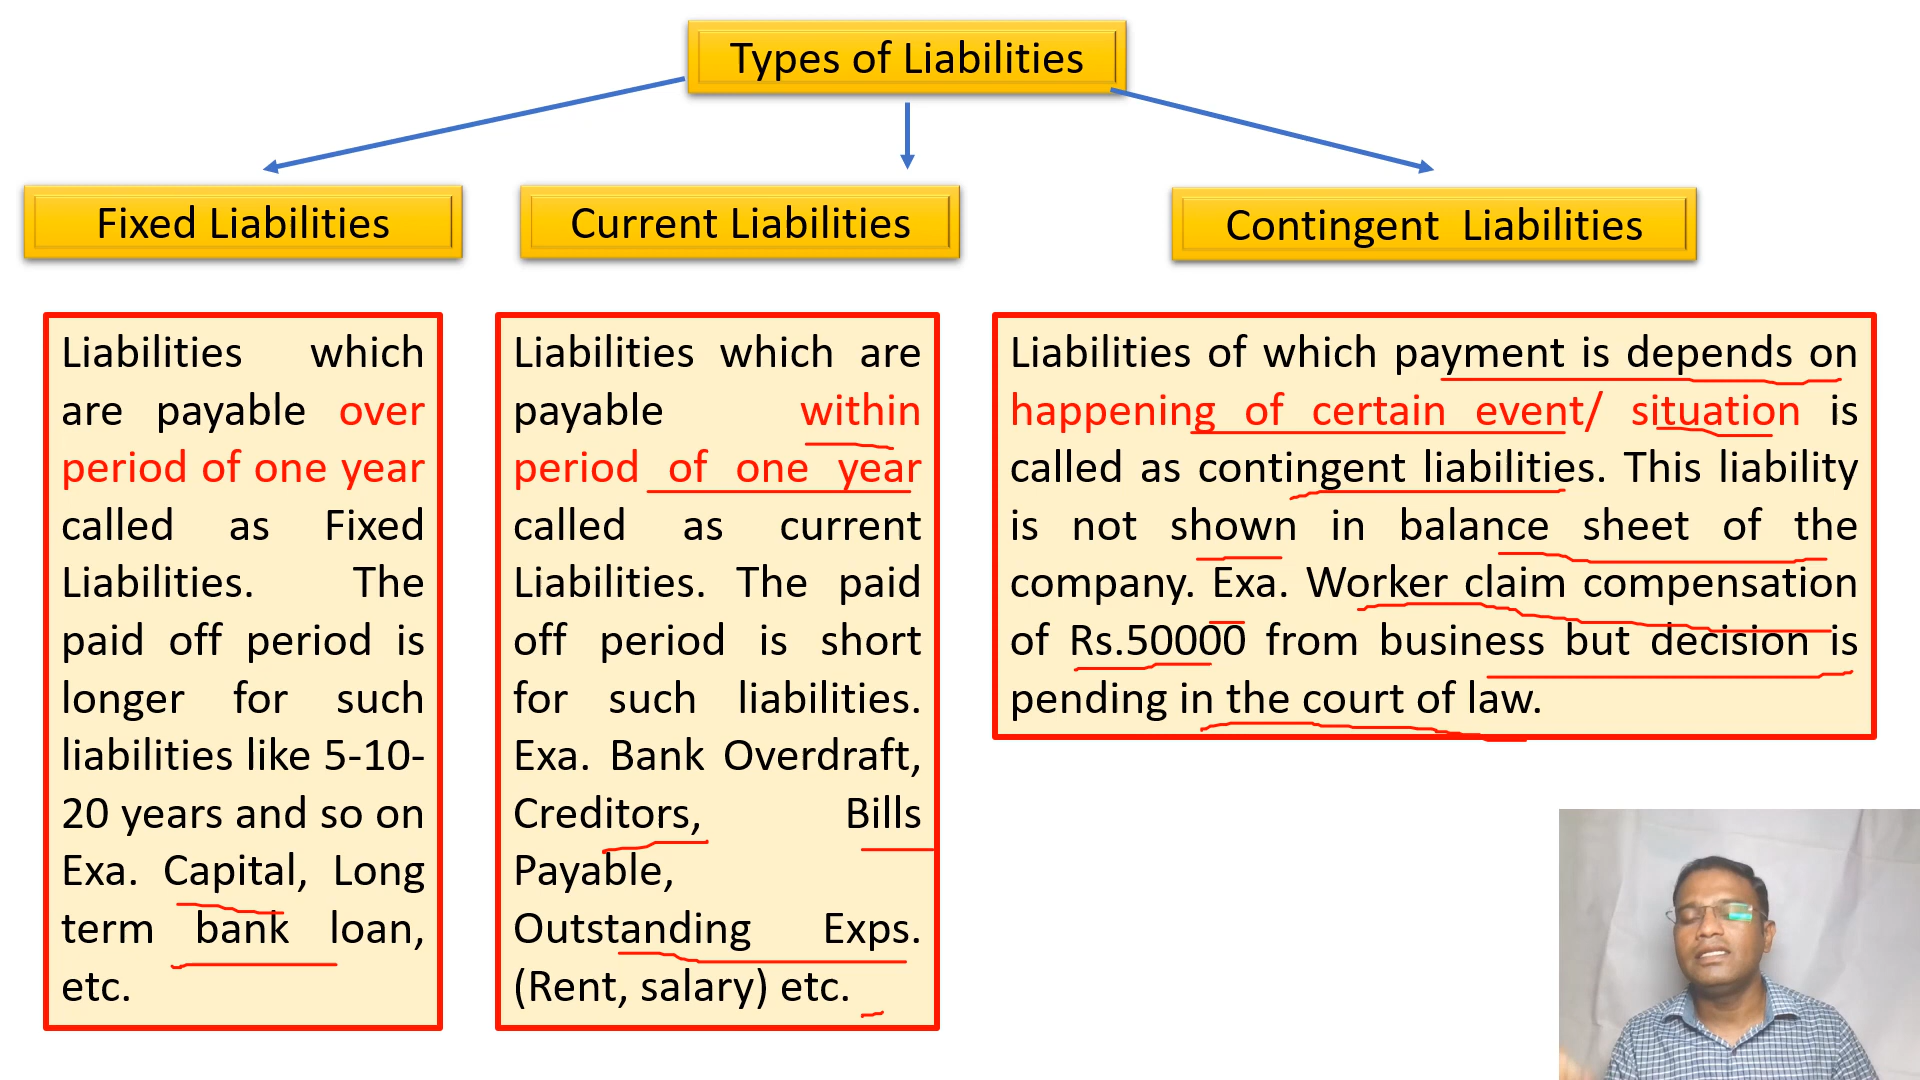 Types of Liabilities
Fixed Liabilities
Current Liabilities
Contingent Liabilities
Liabilities which
are payable over
period of one year
called as Fixed
Liabilities. The
paid off period is
longer for such
liabilities like 5-10-
20 years and so on
Exa. Capital, Long
term bank loan,
etc.
Liabilities which are
payable within
period of one year
called as current
Liabilities. The paid
off period is short
for such liabilities.
Exa. Bank Overdraft,
Creditors, Bills
Payable,
Outstanding Exps.
(Rent, salary) etc.
Liabilities of which payment is depends on
happening of certain event/ situation is
called as contingent liabilities. This liability
is not shown in balance sheet of the
company. Exa. Worker claim compensation
of Rs.50000 from business but decision is
pending in the court of law.